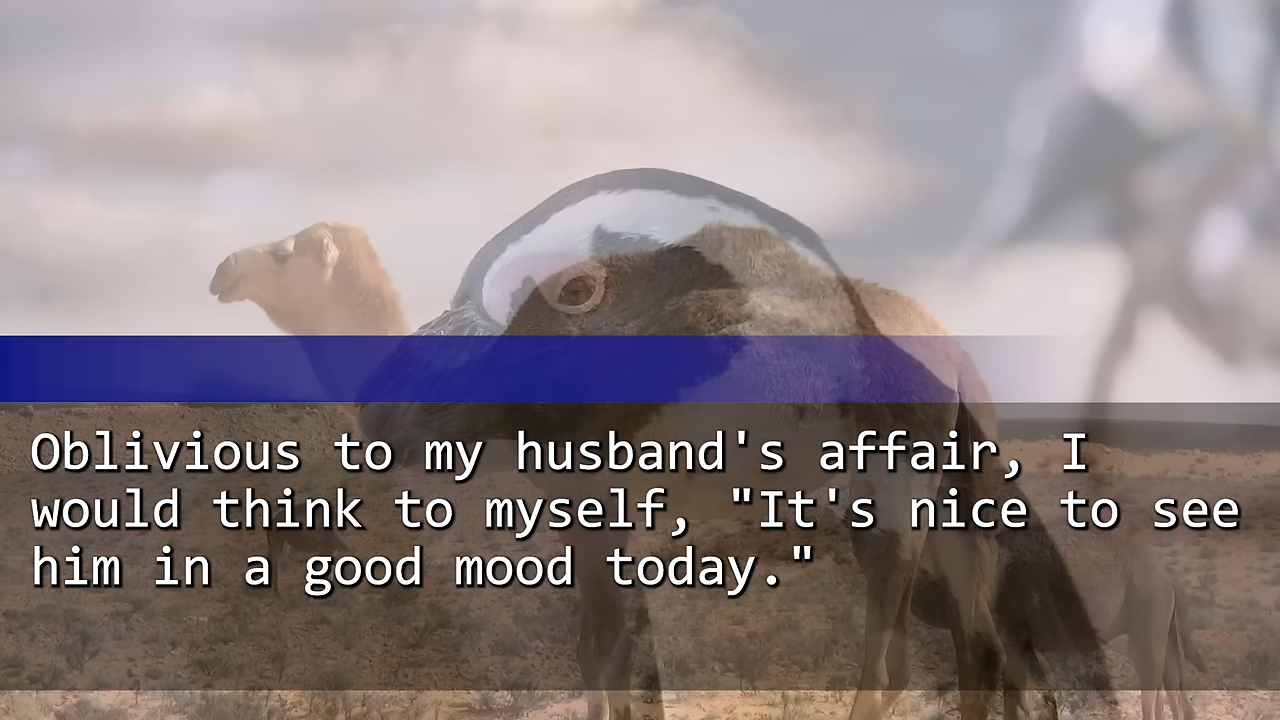 Oblivious to my husband's affair, I
would think to myself, "It's nice to see
him in a good mood today."